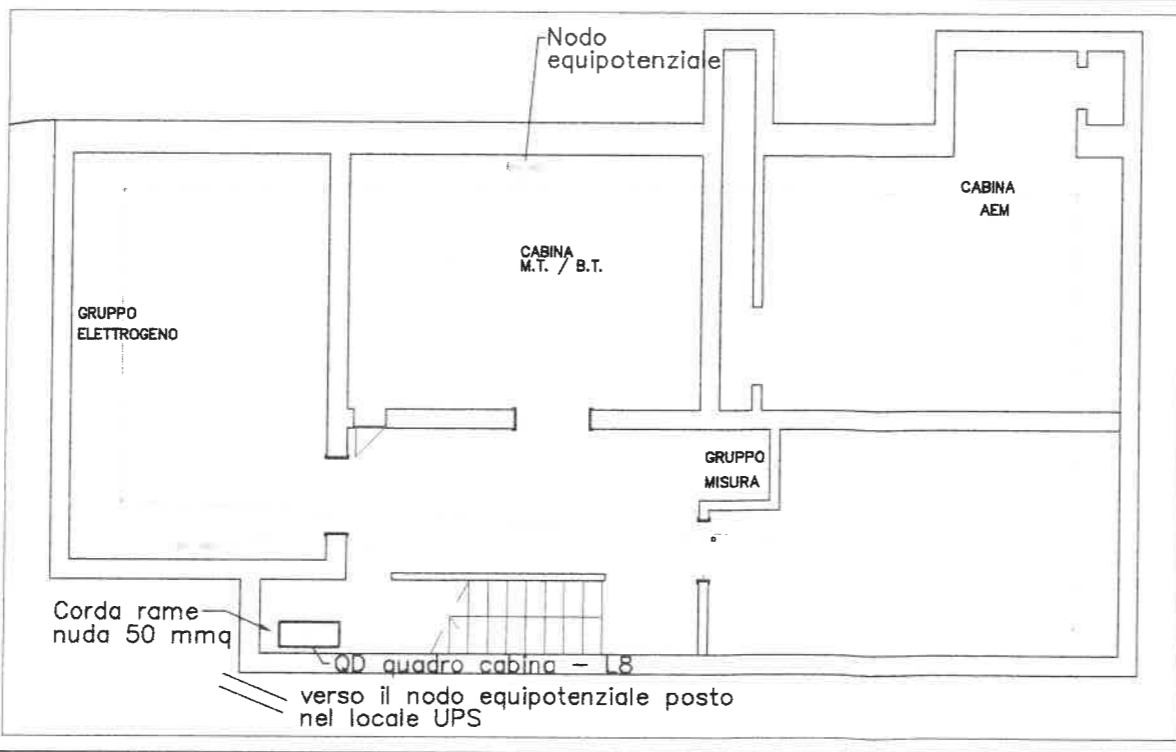 Nodo
equipotenziale
CABINA
AEM
CABINA
M.T. / B.T.
GRUPPO
ELETTROGENO
GRUPPO
MISURA
Corda rame
nuda 50 mmq
QD quadro cabina - L8
verso il nodo equipotenziale posto
nel locale UPS